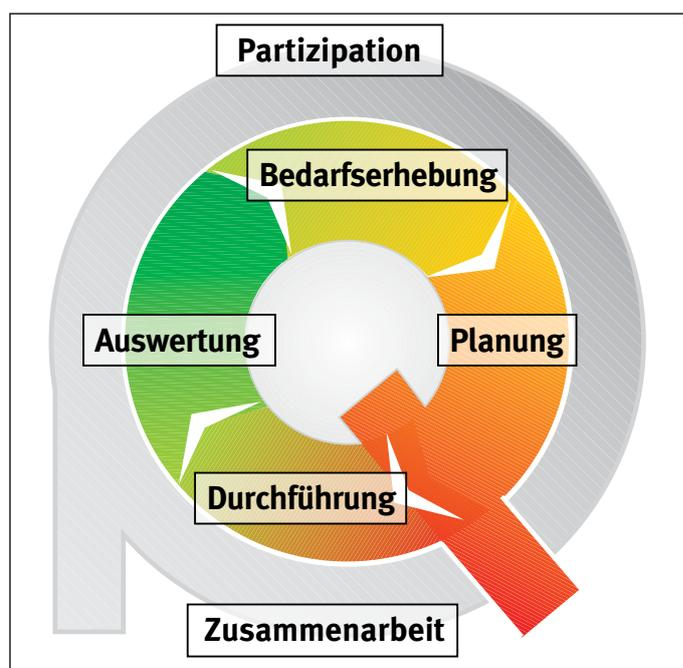 Partizipation
Bedarfserhebung
Auswertung
Planung
Durchführung
Zusammenarbeit